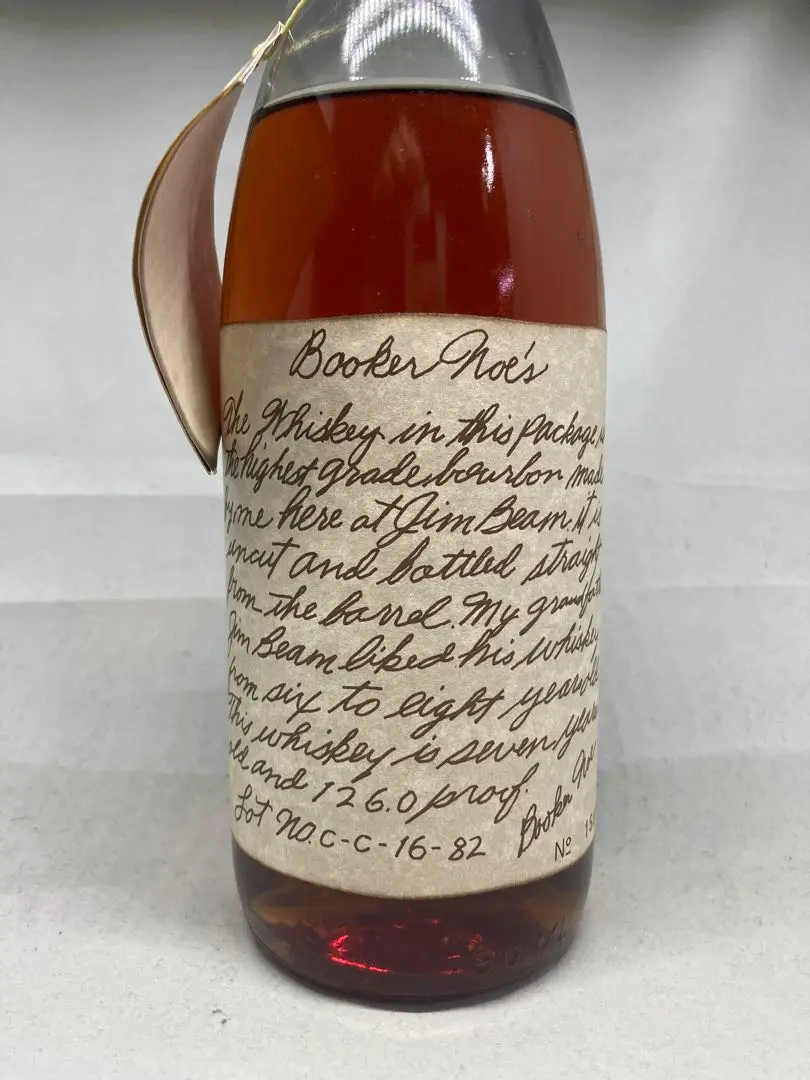 Booker Noe's
The Whiskey in this package
the highest grade bourbon made
by me here at Jim Beam. it is
uncut and bottled straight
from the barrel. My
Jim Beam liked his whiskey
from six to eight
This whiskey is seven years
old and 126.0 proof.
Booker Noe
Lot No. C-C-16-82
Nº